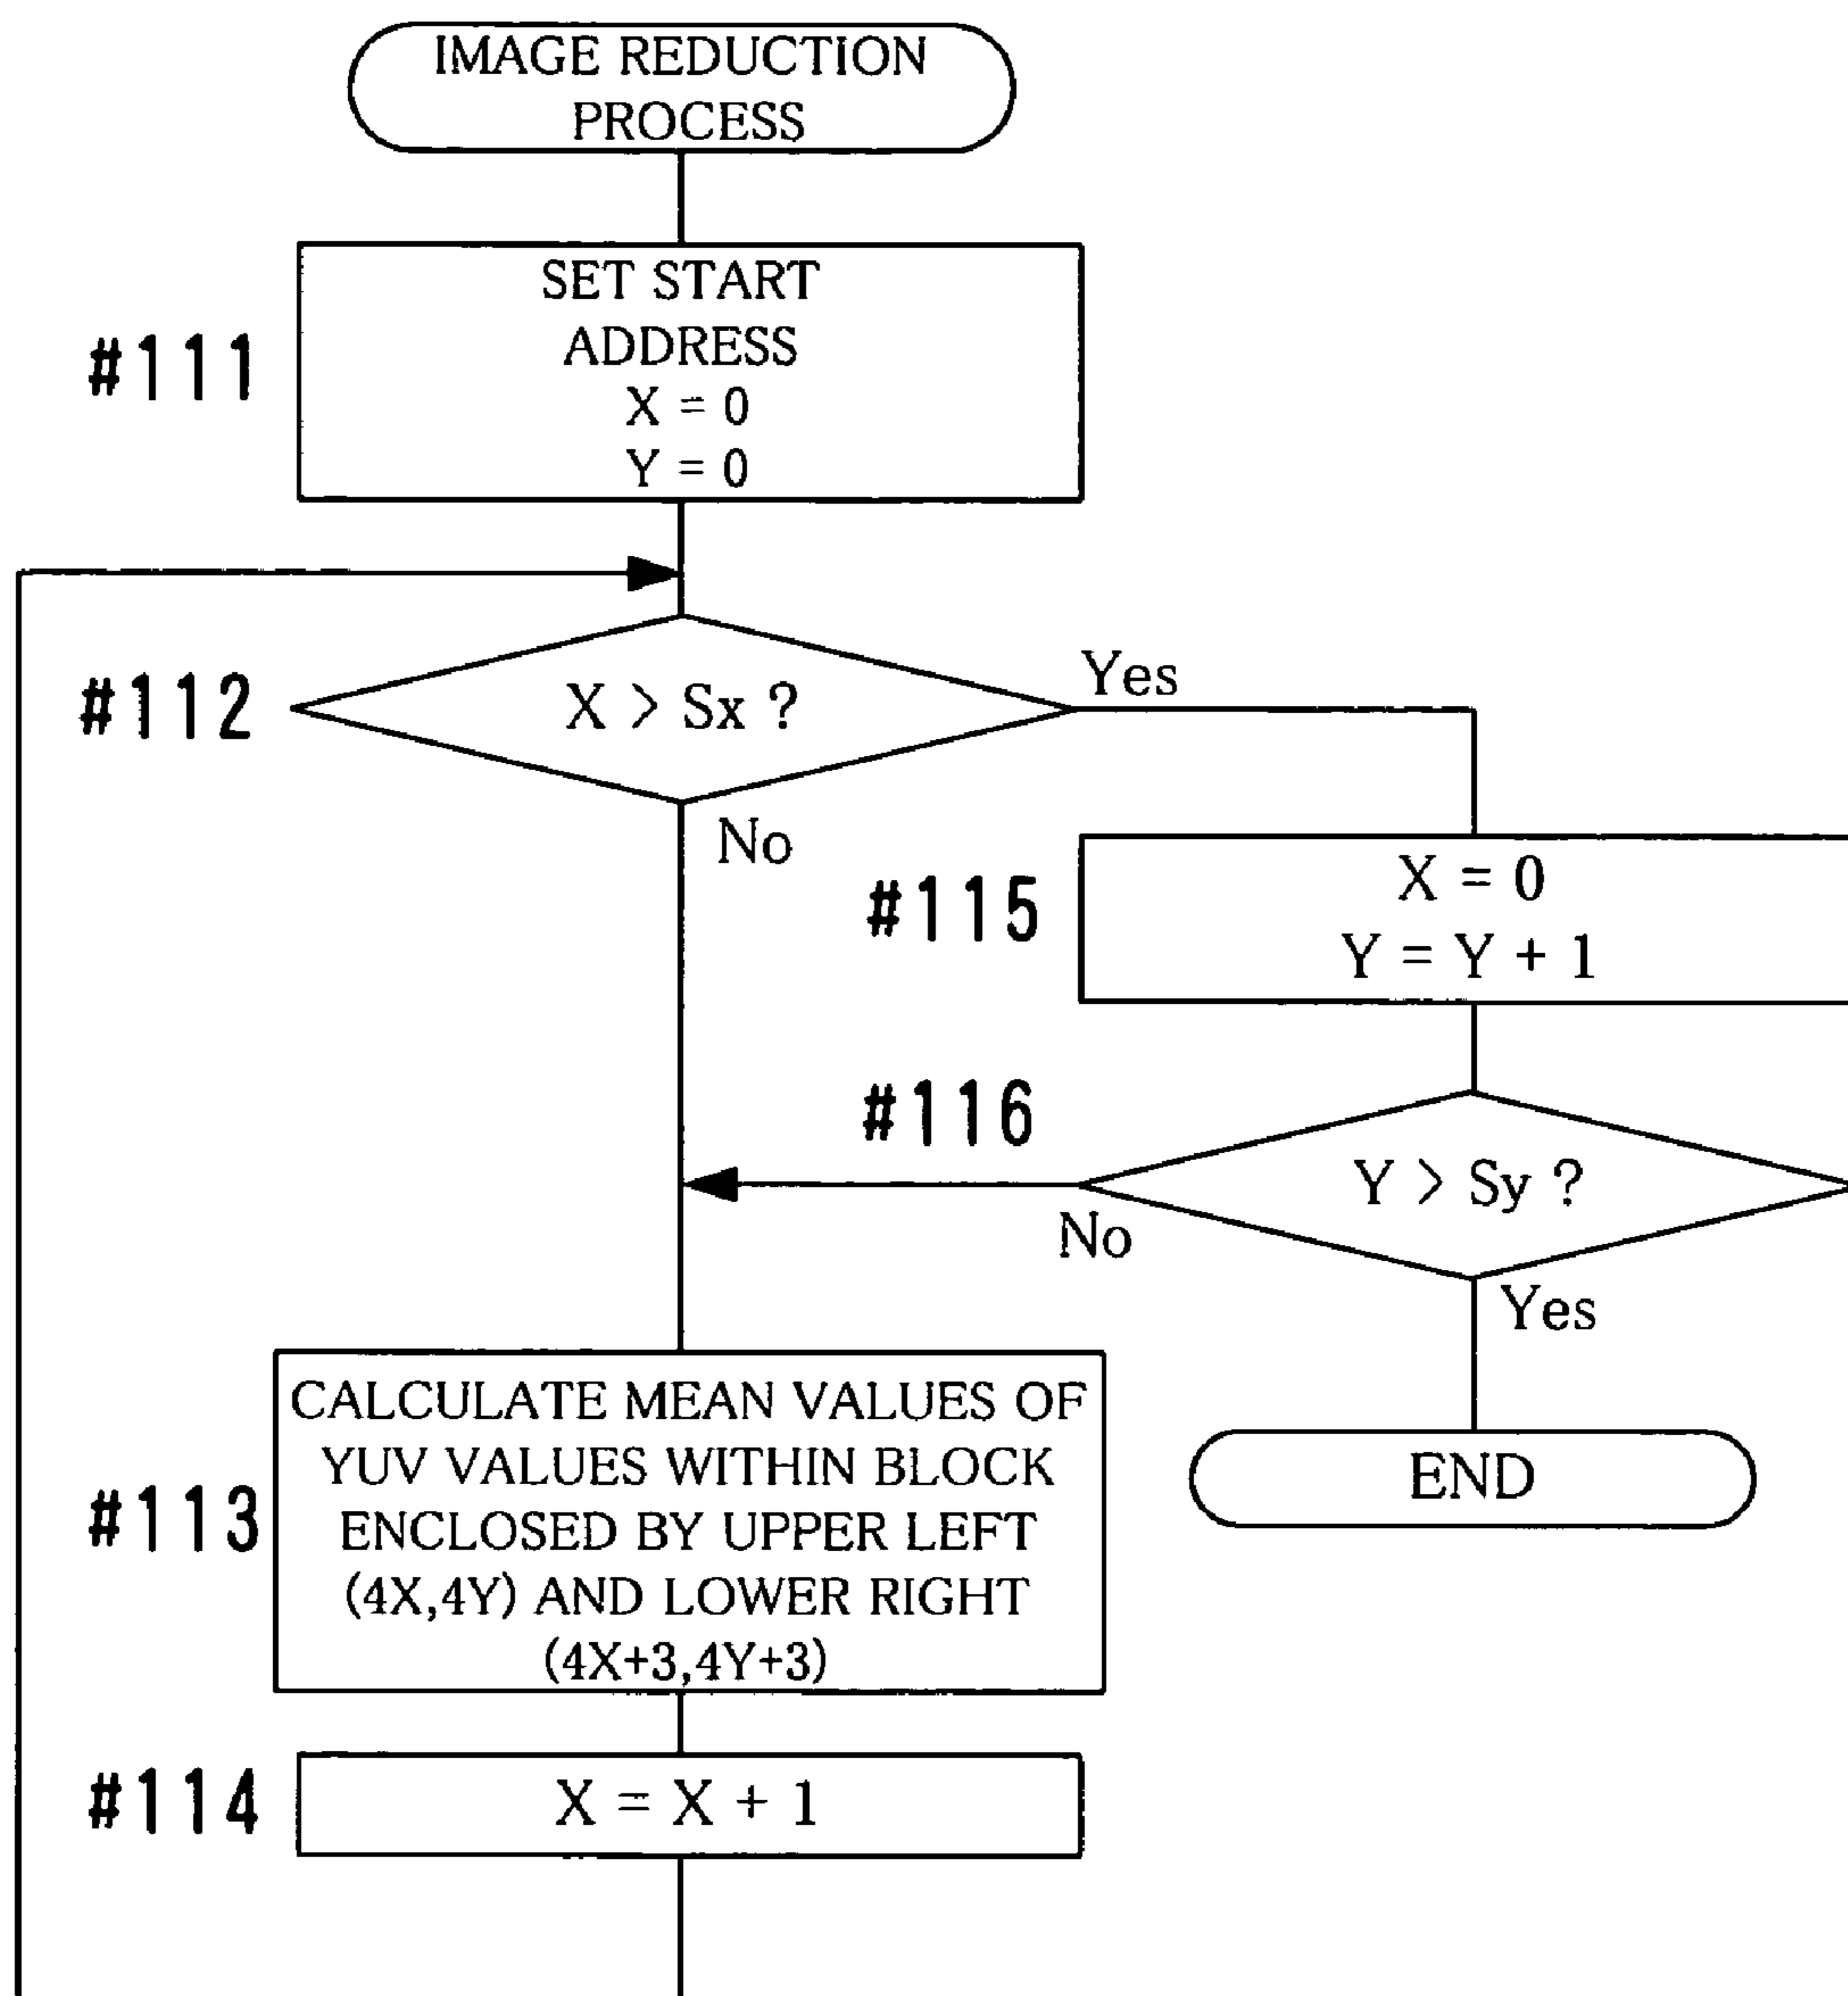 IMAGE REDUCTION
PROCESS
#111
SET START
ADDRESS
X = 0
Y = 0
#112
X > Sx ?
Yes
No
#115
X = 0
Y = Y + 1
#116
Y > Sy ?
No
Yes
END
#113
CALCULATE MEAN VALUES OF
YUV VALUES WITHIN BLOCK
ENCLOSED BY UPPER LEFT
(4X,4Y) AND LOWER RIGHT
(4X+3,4Y+3)
#114
X = X + 1